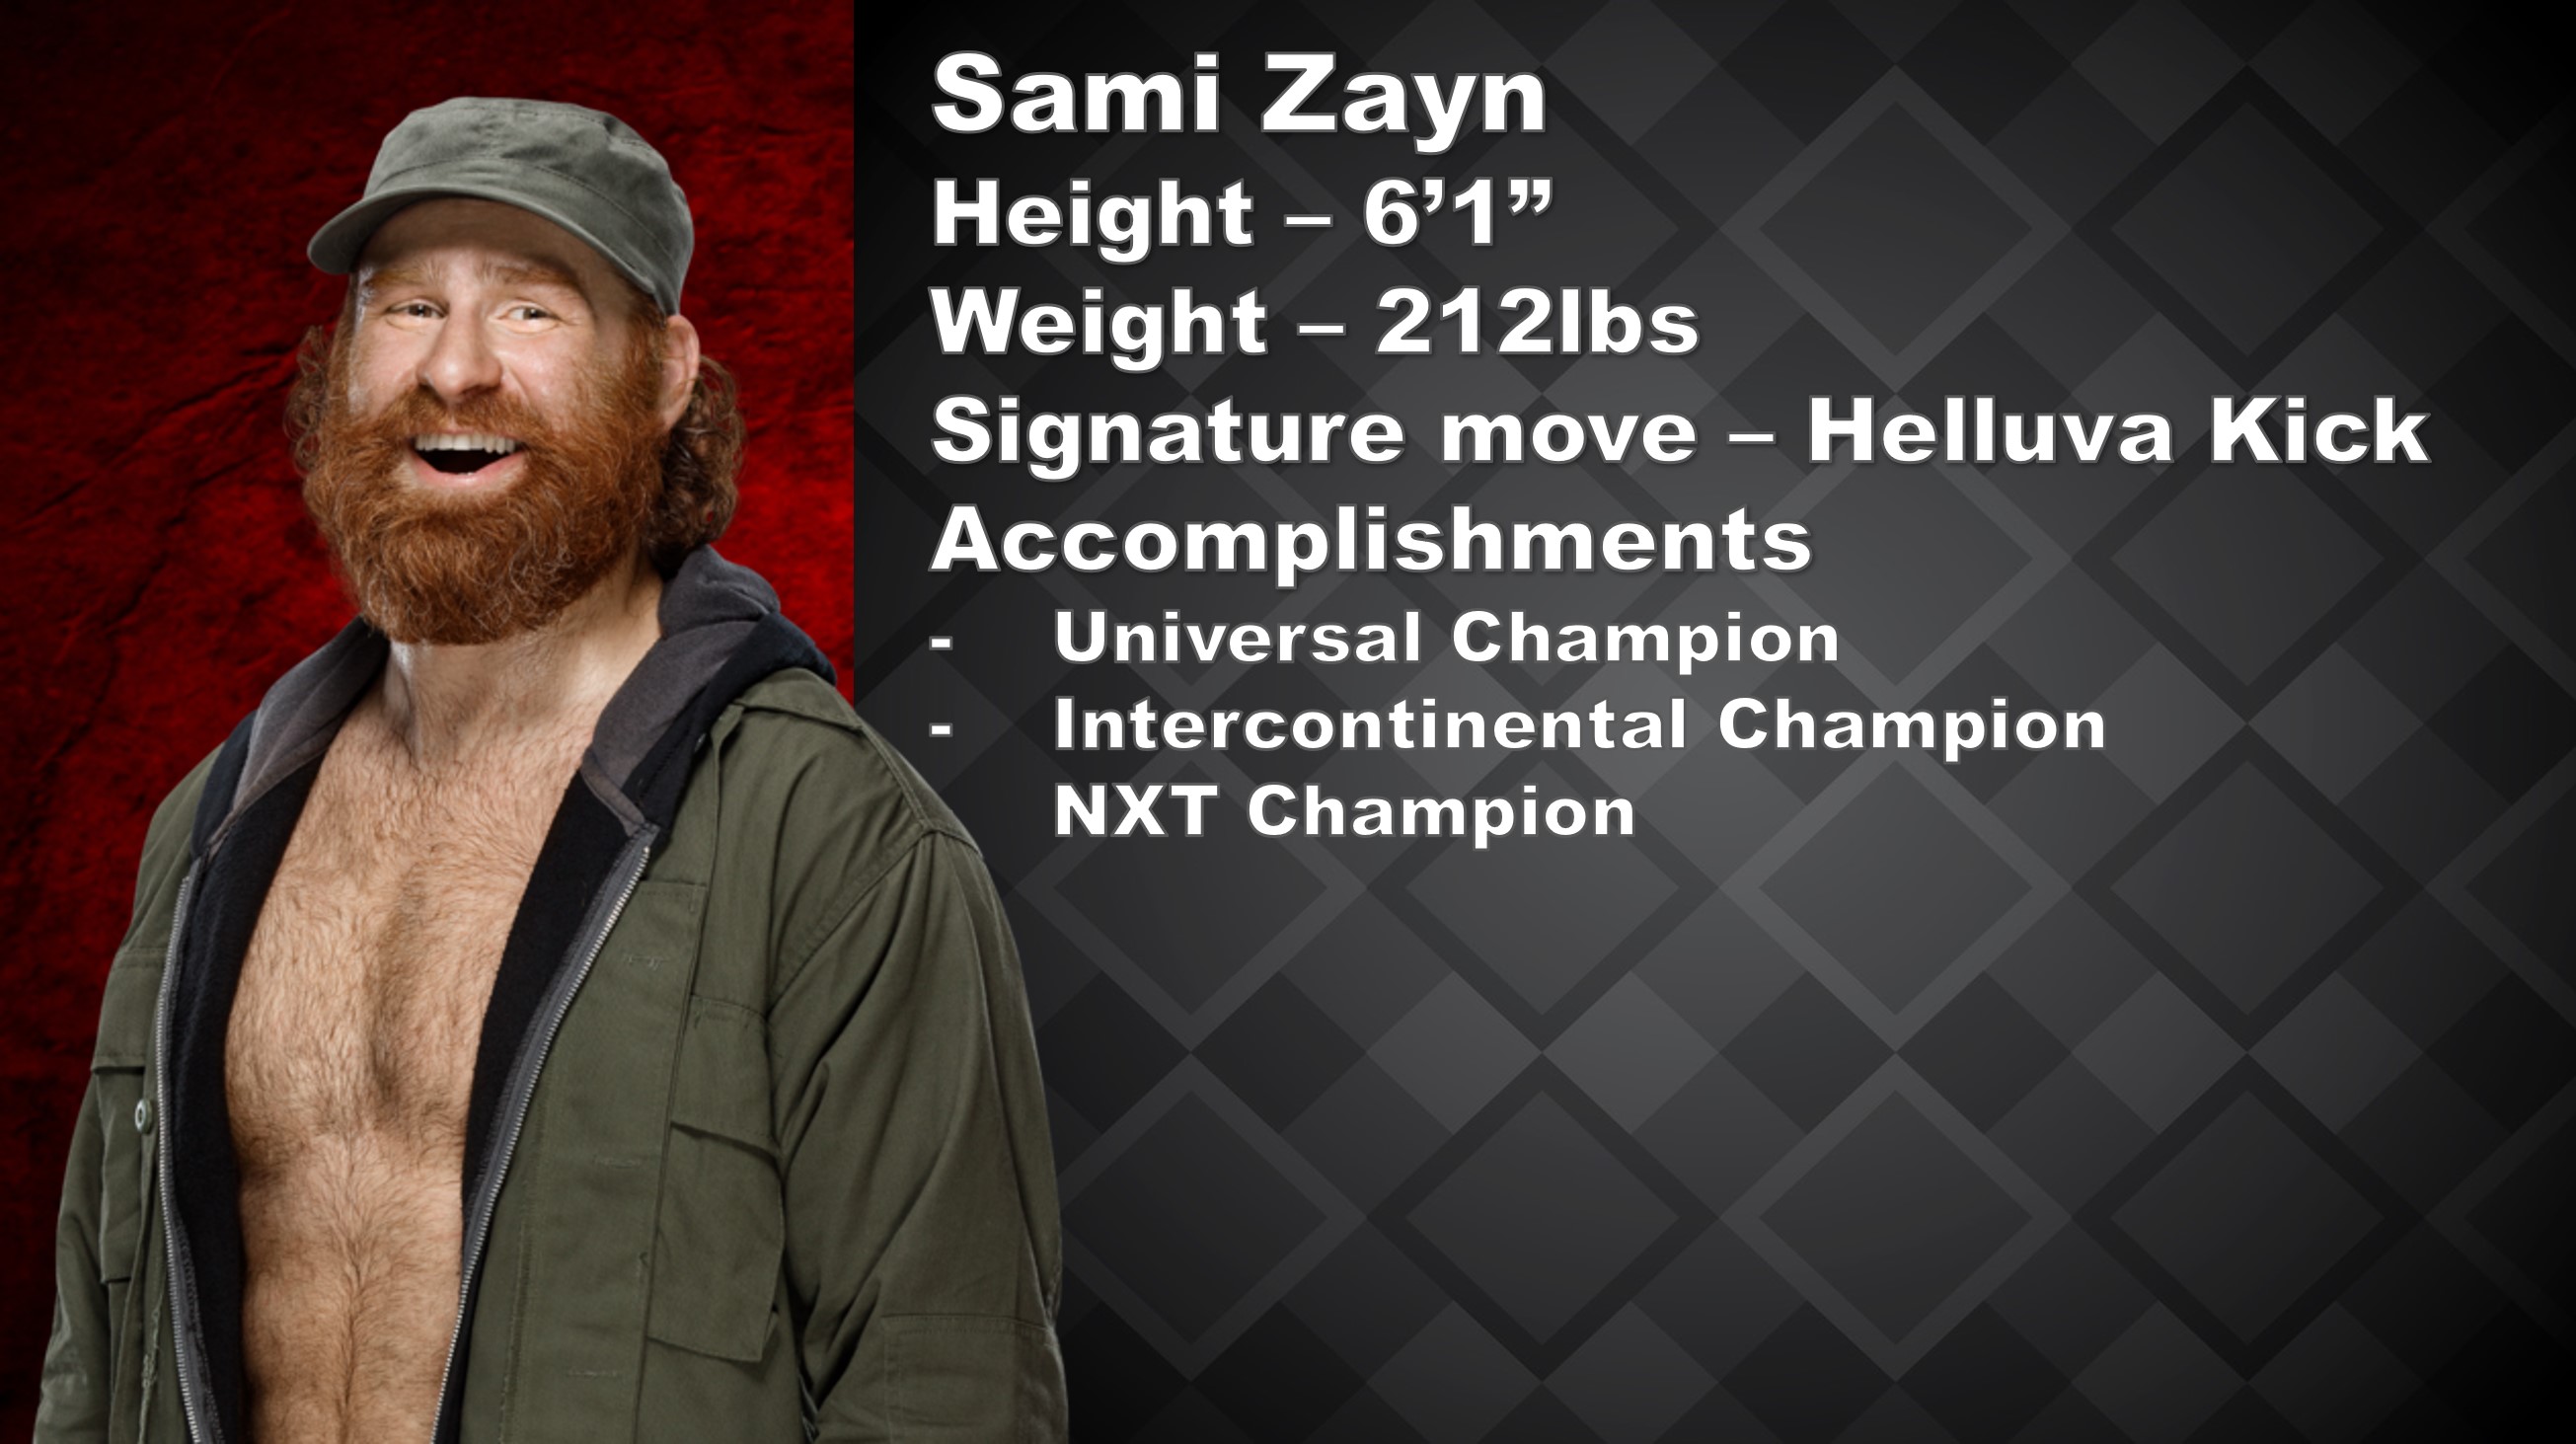 Sami Zayn
Height – 6’1”
Weight – 212lbs
Signature move – Helluva Kick
Accomplishments
- Universal Champion
- Intercontinental Champion
NXT Champion